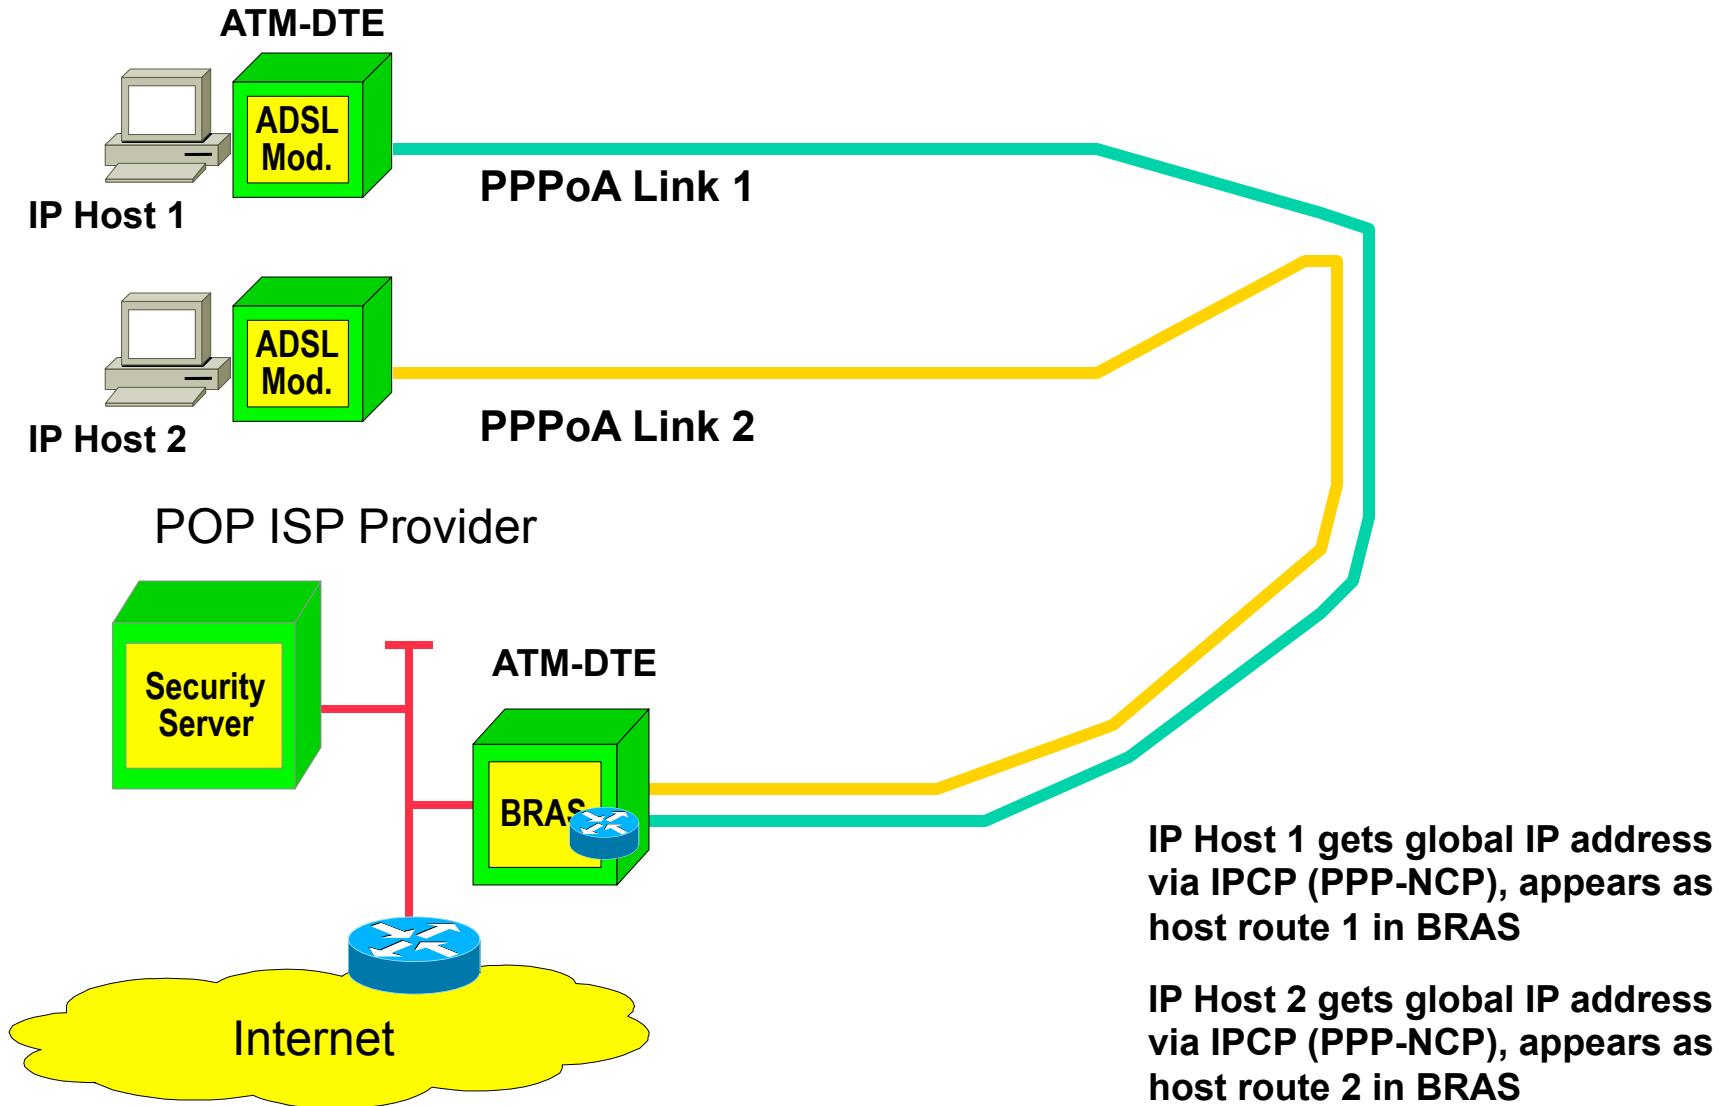 ATM-DTE
ADSL
Mod.
IP Host 1
PPPoA Link 1
ADSL
Mod.
IP Host 2
PPPoA Link 2
POP ISP Provider
Security
Server
ATM-DTE
BRAS
Internet
IP Host 1 gets global IP address
via IPCP (PPP-NCP), appears as
host route 1 in BRAS
IP Host 2 gets global IP address
via IPCP (PPP-NCP), appears as
host route 2 in BRAS